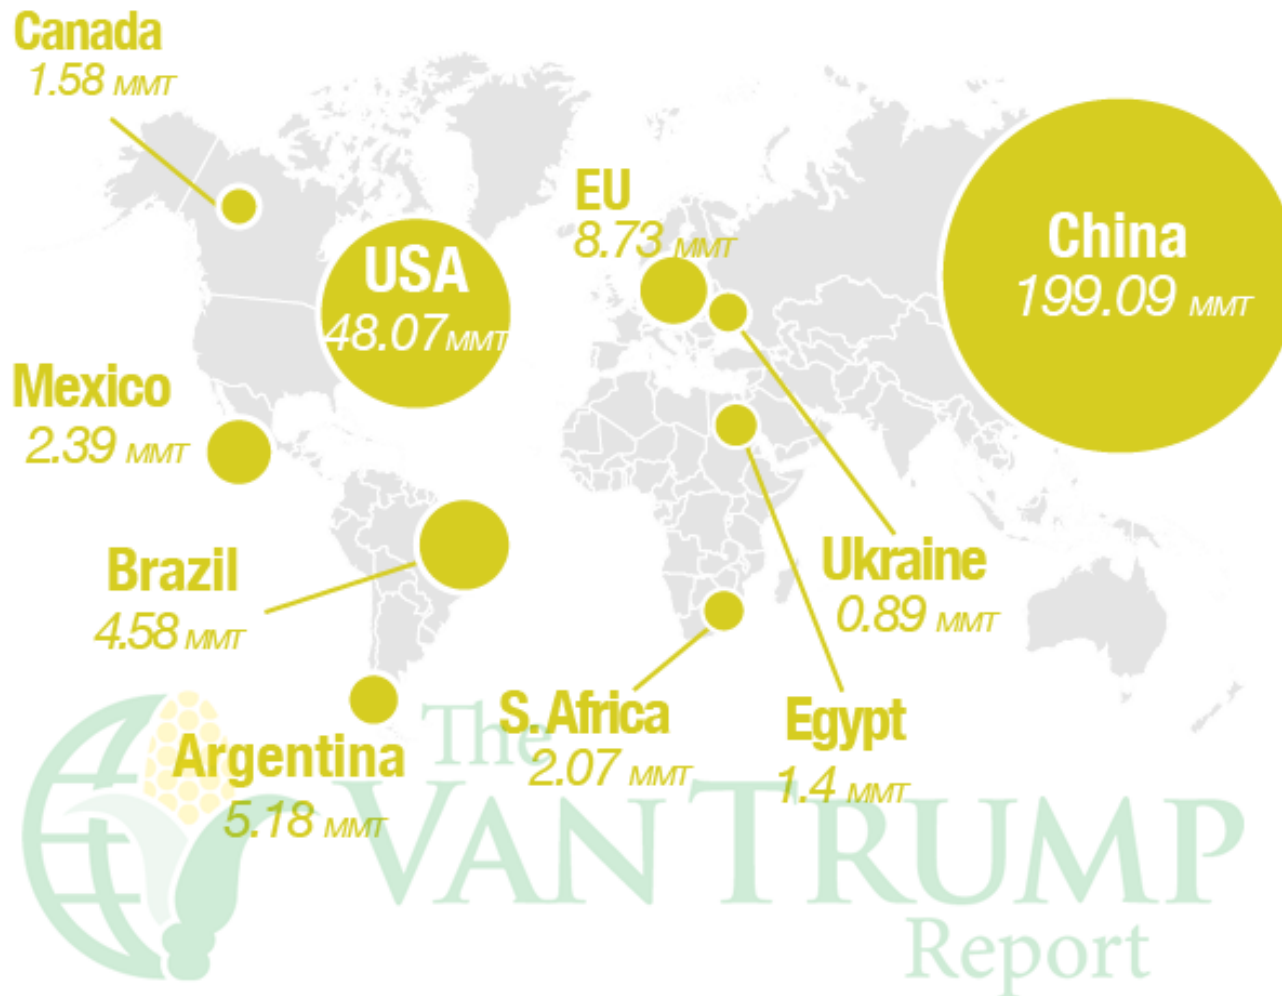 Canada
1.58 MMT
EU
8.73 MMT
China
199.09 MMT
USA
48.07 MMT
Mexico
2.39 MMT
Brazil
4.58 MMT
Ukraine
0.89 MMT
S. Africa
2.07 MMT
Egypt
1.4 MMT
Argentina
5.18 MMT
The
VAN TRUMP
Report